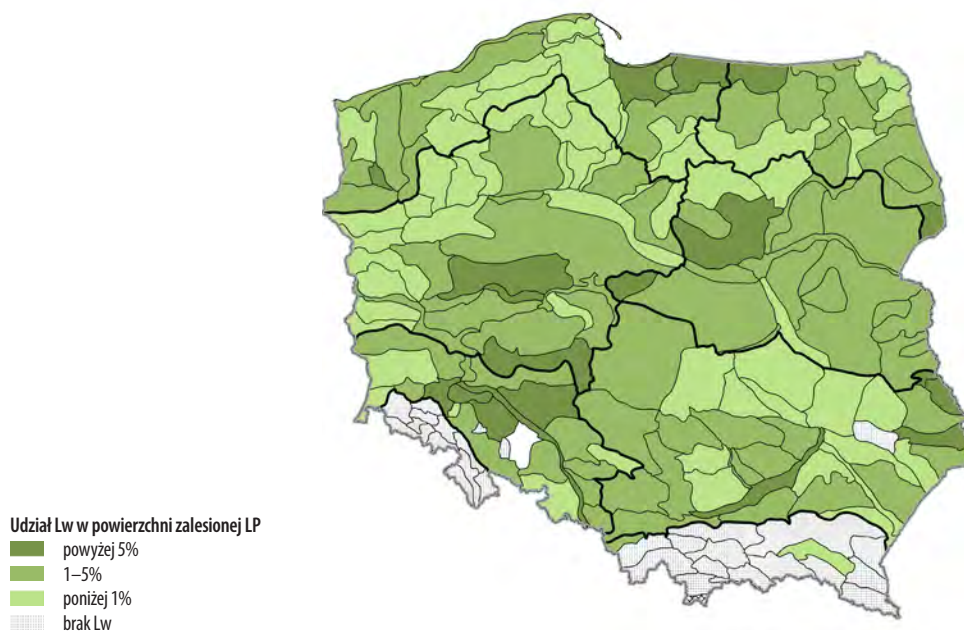 Udział Lw w powierzchni zalesionej LP
powyżej 5%
1–5%
poniżej 1%
brak Lw